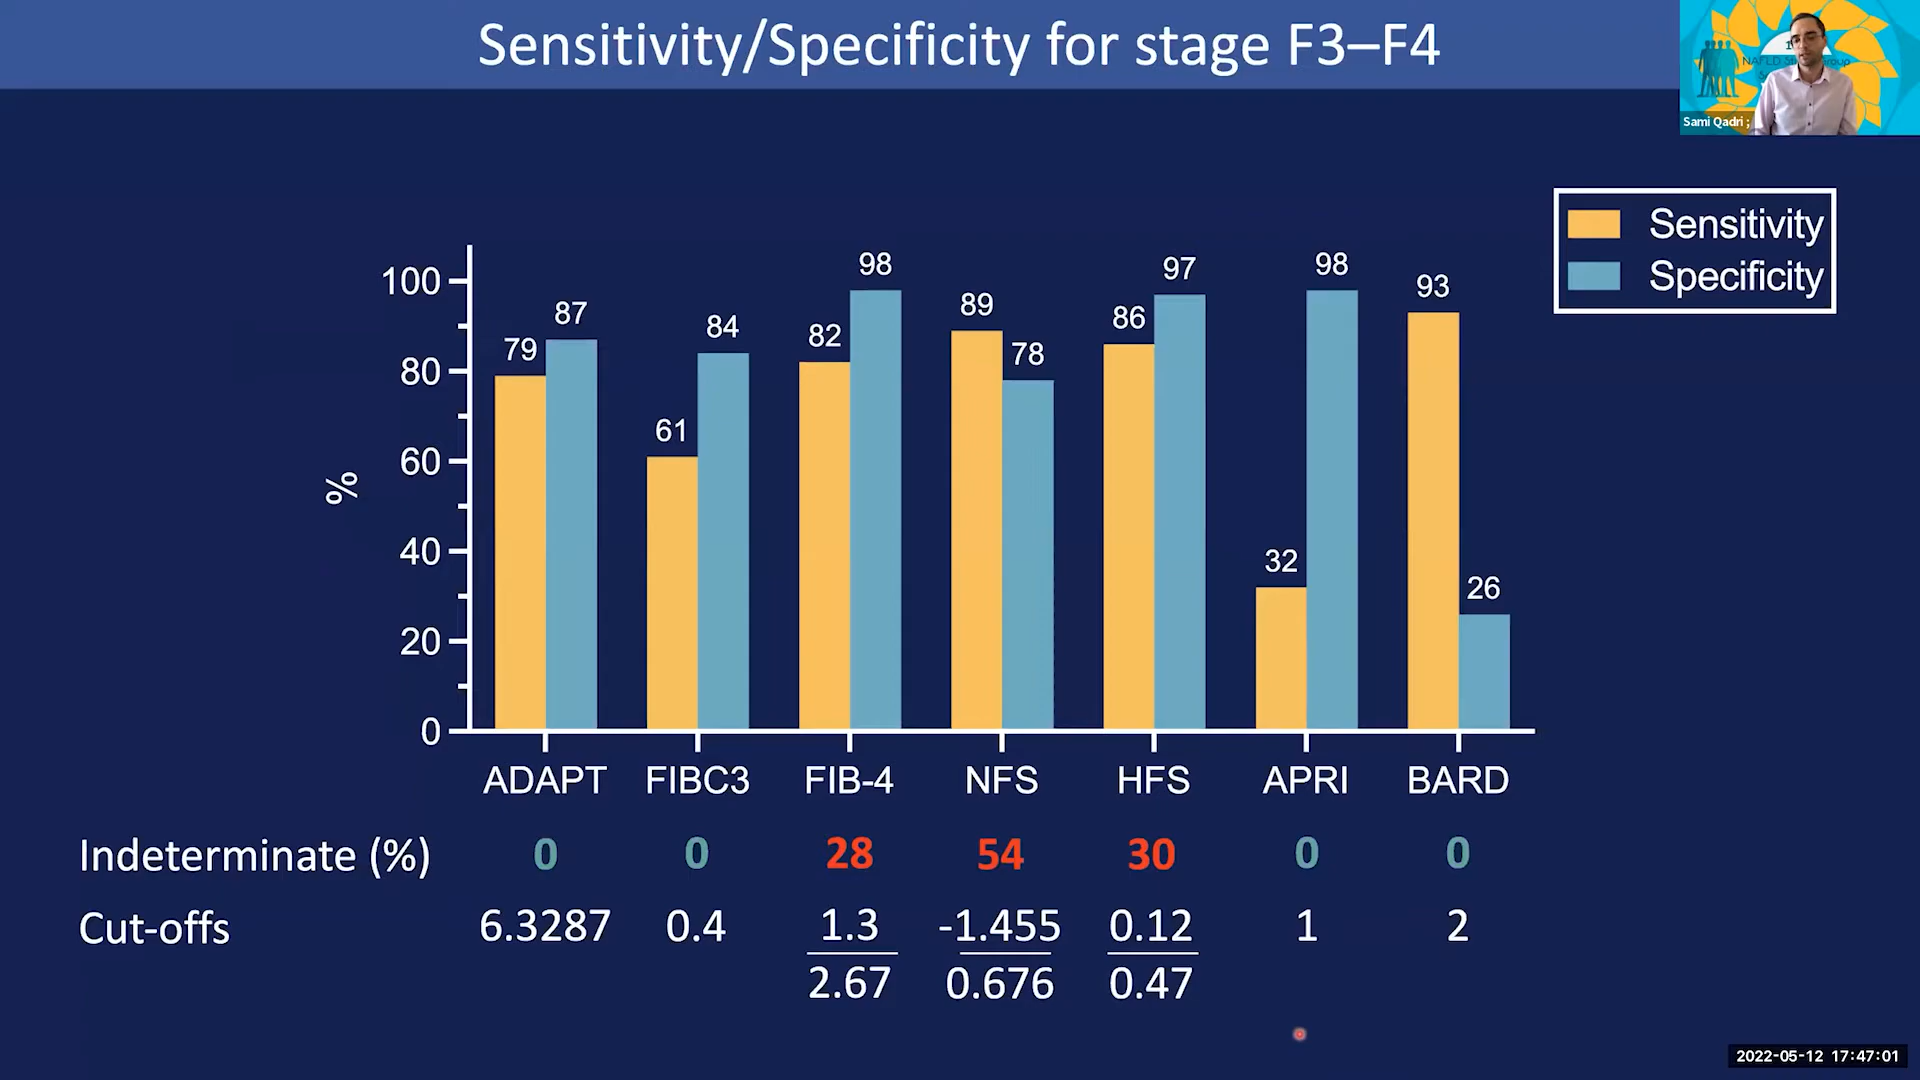 Sensitivity/Specificity for stage F3–F4
NAFLD
Sami Qadri ;
Sensitivity
Specificity
%
100
80
60
40
20
0
79
87
61
84
82
98
89
78
86
97
32
98
93
26
ADAPT FIBC3 FIB-4 NFS HFS APRI BARD
Indeterminate (%) 0 0 28 54 30 0 0
Cut-offs 6.3287 0.4 1.3 -1.455 0.12 1 2
2.67 0.676 0.47
2022-05-12 17:47:01